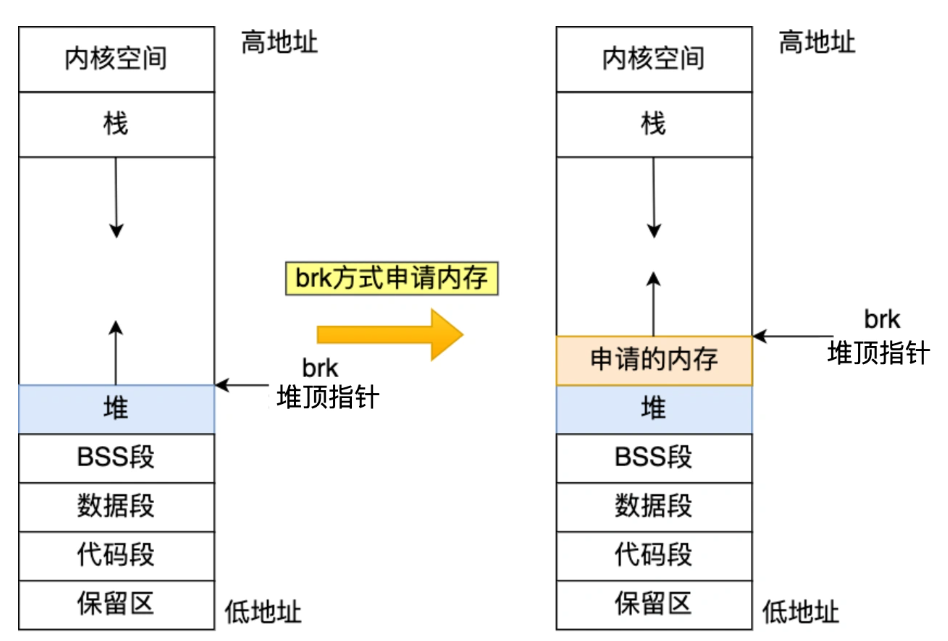 高地址
内核空间
栈
brk
堆顶指针
堆
BSS段
数据段
代码段
保留区
低地址
brk方式申请内存
高地址
内核空间
栈
brk
堆顶指针
申请的内存
堆
BSS段
数据段
代码段
保留区
低地址